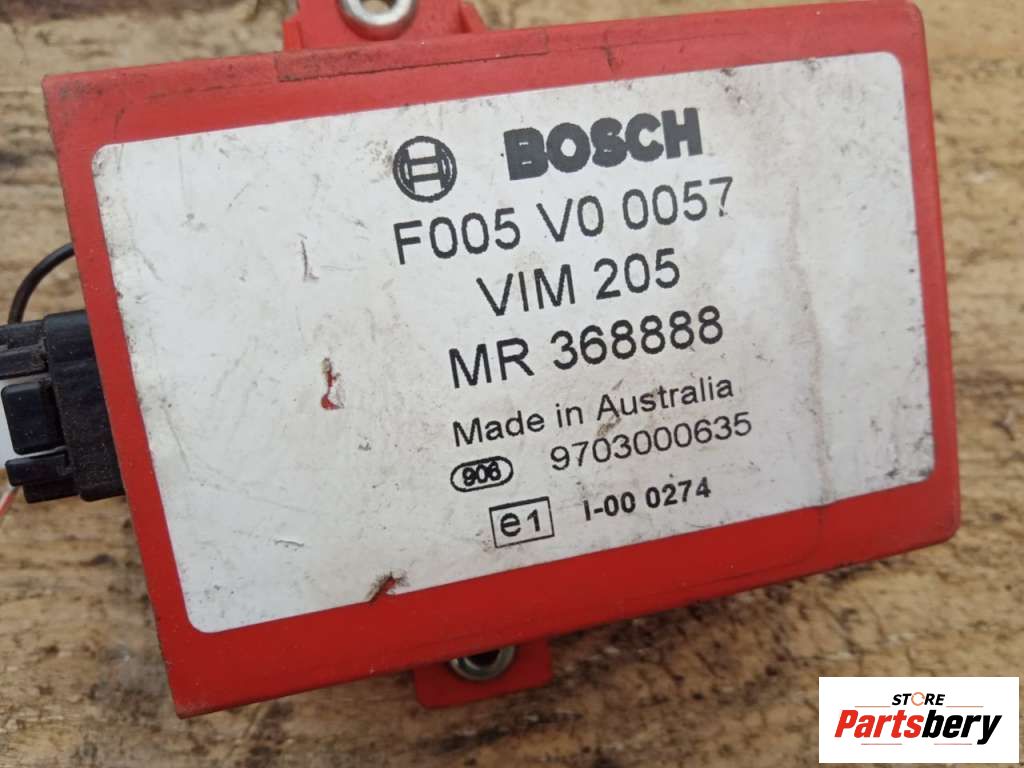 BOSCH
F005 V0 0057
VIM 205
MR 368888
Made in Australia
906 9703000635
e1 I-00 0274
STORE
Partsbery